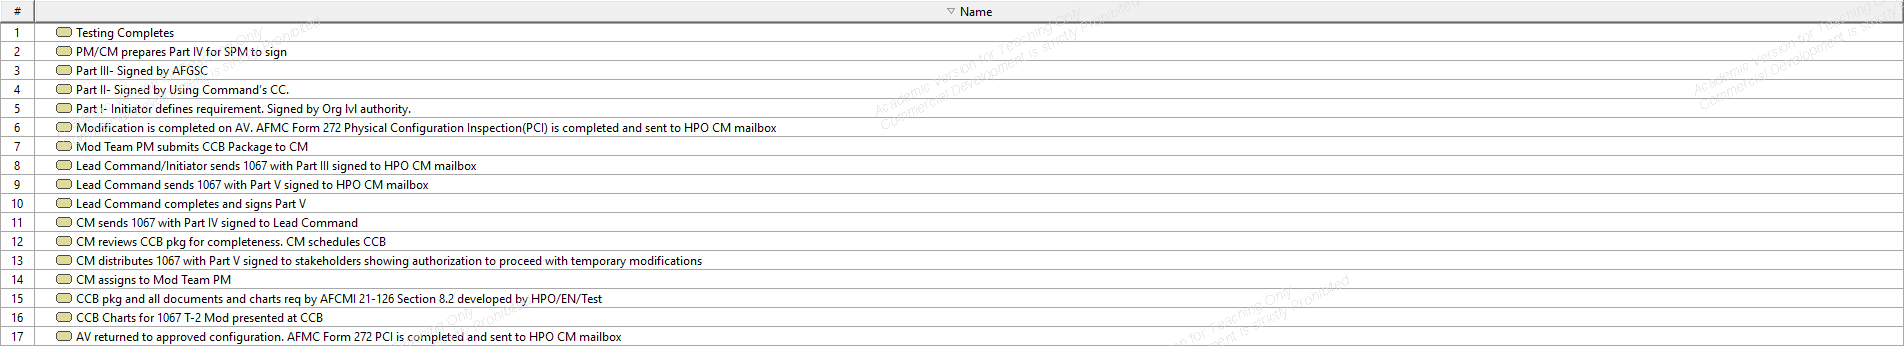 # Name
1 Testing Completes
2 PM/CM prepares Part IV for SPM to sign
3 Part III- Signed by AFGSC
4 Part II- Signed by Using Command's CC.
5 Part I- Initiator defines requirement. Signed by Org lvl authority.
6 Modification is completed on AV. AFMC Form 272 Physical Configuration Inspection(PCI) is completed and sent to HPO CM mailbox
7 Mod Team PM submits CCB Package to CM
8 Lead Command/Initiator sends 1067 with Part III signed to HPO CM mailbox
9 Lead Command sends 1067 with Part V signed to HPO CM mailbox
10 Lead Command completes and signs Part V
11 CM sends 1067 with Part IV signed to Lead Command
12 CM reviews CCB pkg for completeness. CM schedules CCB
13 CM distributes 1067 with Part V signed to stakeholders showing authorization to proceed with temporary modifications
14 CM assigns to Mod Team PM
15 CCB pkg and all documents and charts req by AFCMI 21-126 Section 8.2 developed by HPO/EN/Test
16 CCB Charts for 1067 T-2 Mod presented at CCB
17 AV returned to approved configuration. AFMC Form 272 PCI is completed and sent to HPO CM mailbox
Academic Version for Teaching Only
Commercial Development is strictly Prohibited